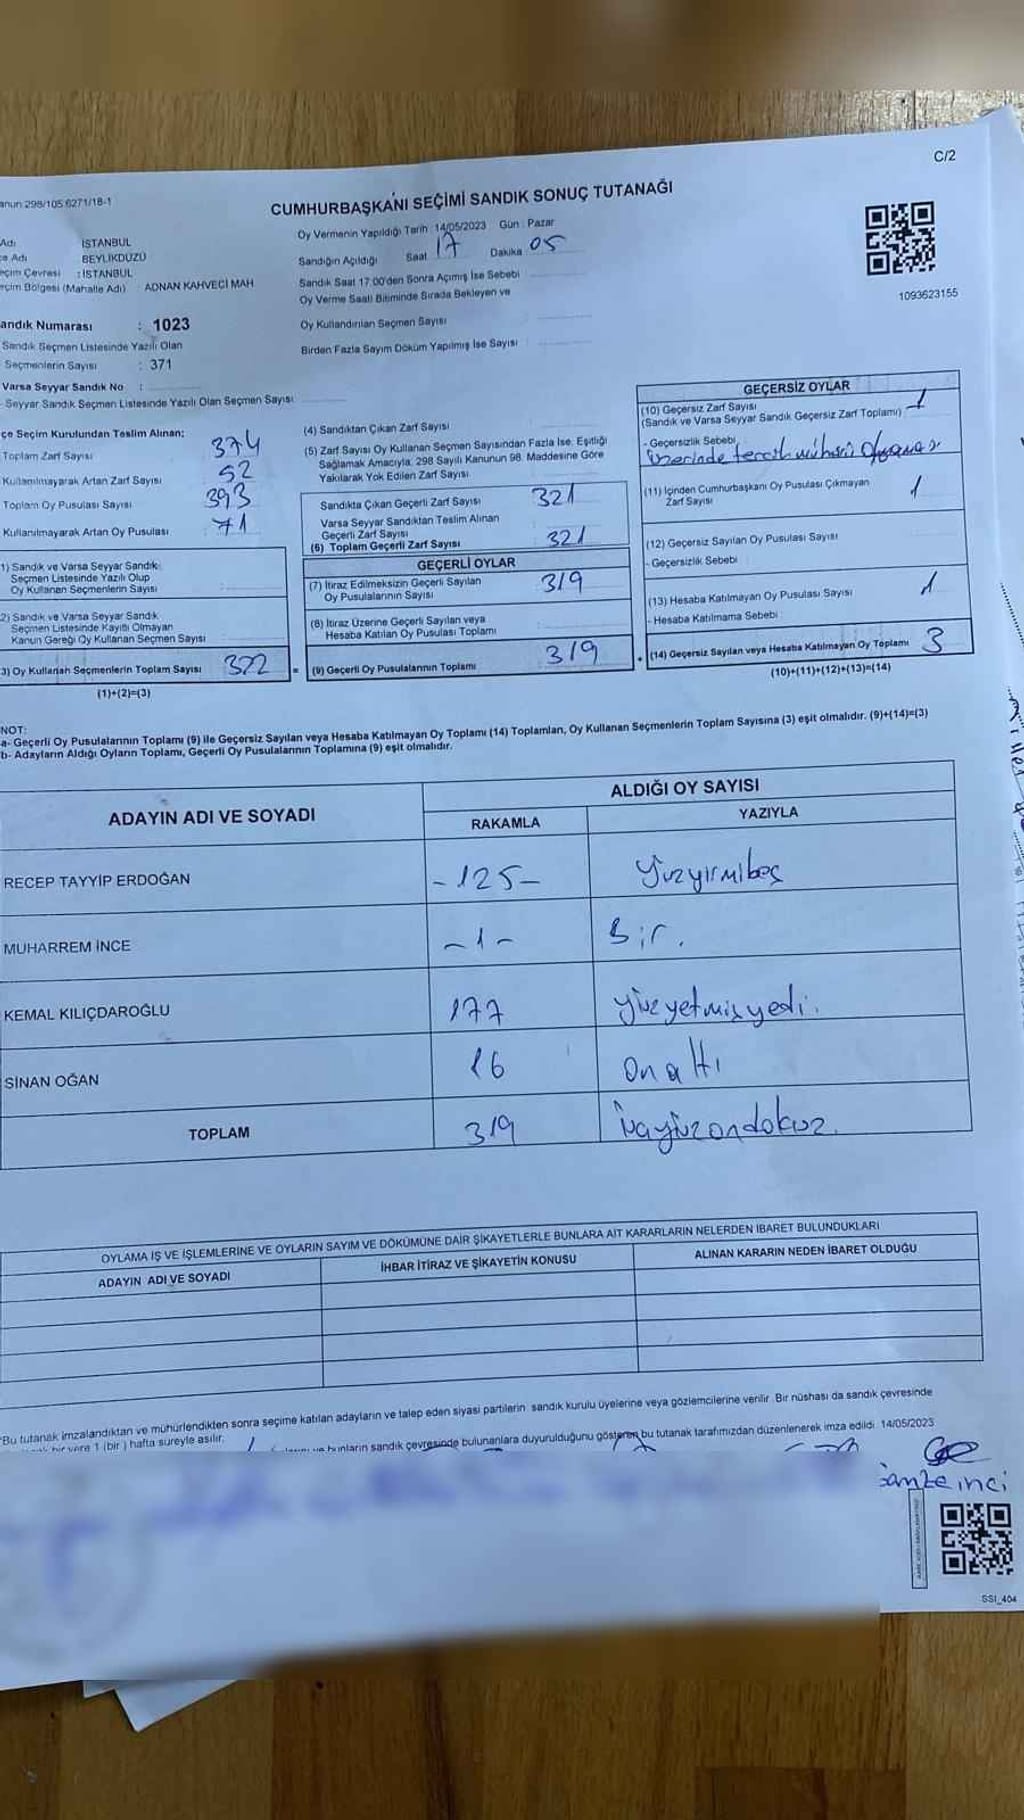 C/2
anun 298/105 6271/18-1
CUMHURBAŞKANI SEÇİMİ SANDIK SONUÇ TUTANAĞI
Adı İSTANBUL
e Adı BEYLİKDÜZÜ
eçim Çevresi : İSTANBUL
eçim Bölgesi (Mahalle Adı) ADNAN KAHVECİ MAH
andık Numarası : 1023
Sandık Seçmen Listesinde Yazılı Olan
Seçmenlerin Sayısı : 371
Varsa Seyyar Sandık No :
- Seyyar Sandık Seçmen Listesinde Yazılı Olan Seçmen Sayısı
Oy Vermenin Yapıldığı Tarih 14/05/2023 Gün : Pazar
Sandığın Açıldığı Saat 17 Dakika 05
Sandık Saat 17:00'den Sonra Açımış İse Sebebi
Oy Verme Saati Bitiminde Sırada Bekleyen ve
Oy Kullandırılan Seçmen Sayısı
Birden Fazla Sayım Döküm Yapılmış İse Sayısı
1093623155
çe Seçim Kurulundan Teslim Alınan:
Toplam Zarf Sayısı 374
Kullanılmayarak Artan Zarf Sayısı 52
Toplam Oy Pusulası Sayısı 393
Kullanılmayarak Artan Oy Pusulası 71
1) Sandık ve Varsa Seyyar Sandık
Seçmen Listesinde Yazılı Olup
Oy Kullanan Seçmenlerin Sayısı
2) Sandık ve Varsa Seyyar Sandık
Seçmen Listesinde Kayıtlı Olmayan
Kanun Gereği Oy Kullanan Seçmen Sayısı
3) Oy Kullanan Seçmenlerin Toplam Sayısı 322 =
(1)+(2)=(3)
(4) Sandıktan Çıkan Zarf Sayısı
(5) Zarf Sayısı Oy Kullanan Seçmen Sayısından Fazla İse, Eşitliği
Sağlamak Amacıyla, 298 Sayılı Kanunun 98. Maddesine Göre
Yakılarak Yok Edilen Zarf Sayısı
Sandıkta Çıkan Geçerli Zarf Sayısı 321
Varsa Seyyar Sandıktan Teslim Alınan
Geçerli Zarf Sayısı
(6) Toplam Geçerli Zarf Sayısı 321
GEÇERLİ OYLAR
(7) İtiraz Edilmeksizin Geçerli Sayılan
Oy Pusulalarının Sayısı 319
(8) İtiraz Üzerine Geçerli Sayılan veya
Hesaba Katılan Oy Pusulası Toplamı
(9) Geçerli Oy Pusulalarının Toplamı 319 +
GEÇERSİZ OYLAR
(10) Geçersiz Zarf Sayısı 1
(Sandık ve Varsa Seyyar Sandık Geçersiz Zarf Toplamı)
- Geçersizlik Sebebi
üzerinde tercih mührü olması
(11) İçinden Cumhurbaşkanı Oy Pusulası Çıkmayan
Zarf Sayısı 1
(12) Geçersiz Sayılan Oy Pusulası Sayısı
- Geçersizlik Sebebi
(13) Hesaba Katılmayan Oy Pusulası Sayısı 1
- Hesaba Katılmama Sebebi :
(14) Geçersiz Sayılan veya Hesaba Katılmayan Oy Toplamı 3
(10)+(11)+(12)+(13)=(14)
NOT:
a- Geçerli Oy Pusulalarının Toplamı (9) ile Geçersiz Sayılan veya Hesaba Katılmayan Oy Toplamı (14) Toplamları, Oy Kullanan Seçmenlerin Toplam Sayısına (3) eşit olmalıdır. (9)+(14)=(3)
b- Adayların Aldığı Oyların Toplamı, Geçerli Oy Pusulalarının Toplamına (9) eşit olmalıdır.
ADAYIN ADI VE SOYADI ALDIĞI OY SAYISI
RAKAMLA YAZIYLA
RECEP TAYYİP ERDOĞAN -125- Yüzyirmibeş
MUHARREM İNCE -1- Bir.
KEMAL KILIÇDAROĞLU 177 Yüzyetmişyedi.
SİNAN OĞAN 16 Onaltı
TOPLAM 319 üçyüzondokuz.
OYLAMA İŞ VE İŞLEMLERİNE VE OYLARIN SAYIM VE DÖKÜMÜNE DAİR ŞİKAYETLERLE BUNLARA AİT KARARLARIN NELERDEN İBARET BULUNDUKLARI
ADAYIN ADI VE SOYADI İHBAR İTİRAZ VE ŞİKAYETİN KONUSU ALINAN KARARIN NEDEN İBARET OLDUĞU
*Bu tutanak imzalandıktan ve mühürlendikten sonra seçime katılan adayların ve talep eden siyasi partilerin sandık kurulu üyelerine veya gözlemcilerine verilir. Bir nüshası da sandık çevresinde
bir yere 1 (bir) hafta süreyle asılır.
bunların sandık çevresinde bulunanlara duyurulduğunu gösteren bu tutanak tarafımızdan düzenlenerek imza edildi. 14/05/2023
Gamze inci
SSI_404